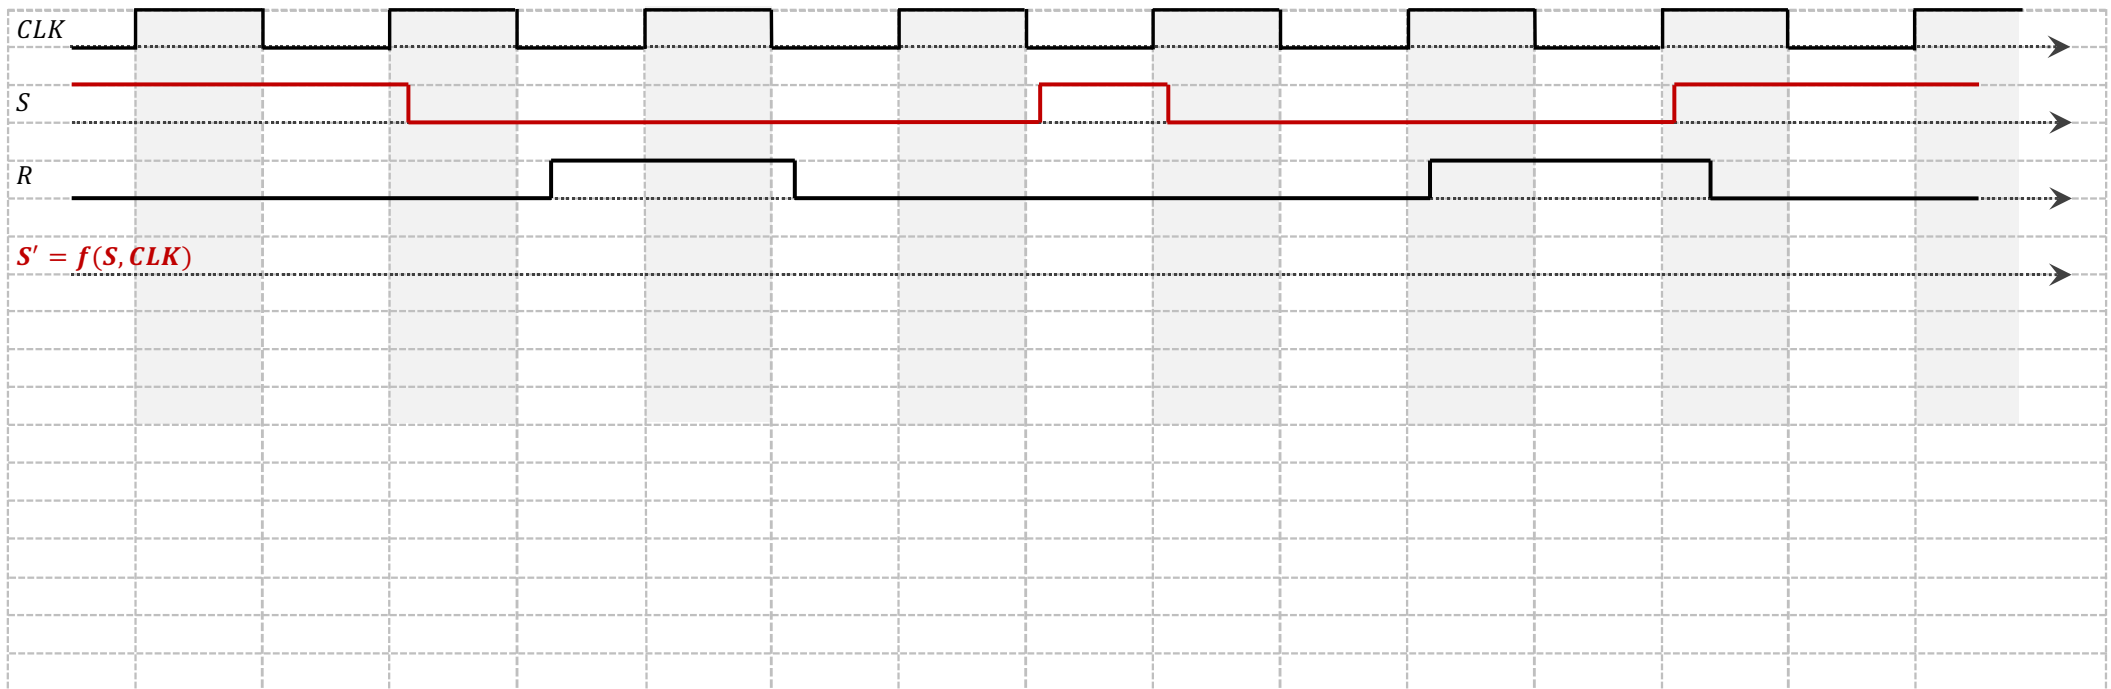 CLK
S
R
S′ = f(S, CLK)